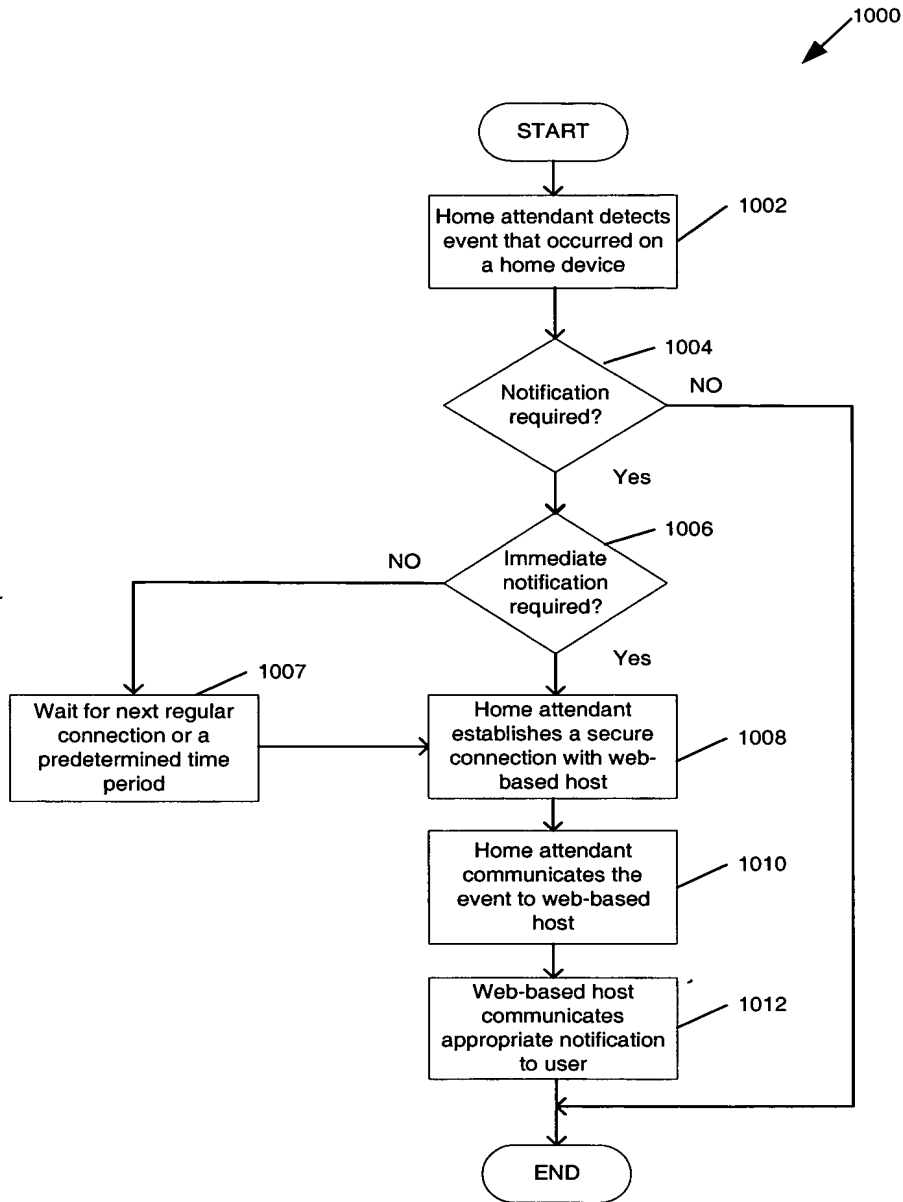 1000
START
Home attendant detects
event that occurred on
a home device
1002
1004
Notification
required?
NO
Yes
1006
Immediate
notification
required?
NO
Yes
1007
Wait for next regular
connection or a
predetermined time
period
Home attendant
establishes a secure
connection with web-
based host
1008
Home attendant
communicates the
event to web-based
host
1010
Web-based host
communicates
appropriate notification
to user
1012
END